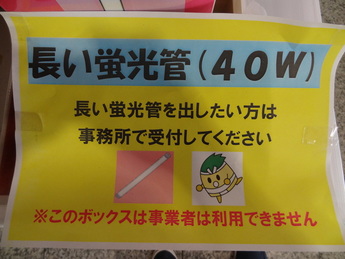 長い蛍光管(40W)
長い蛍光管を出したい方は
事務所で受付してください
※このボックスは事業者は利用できません